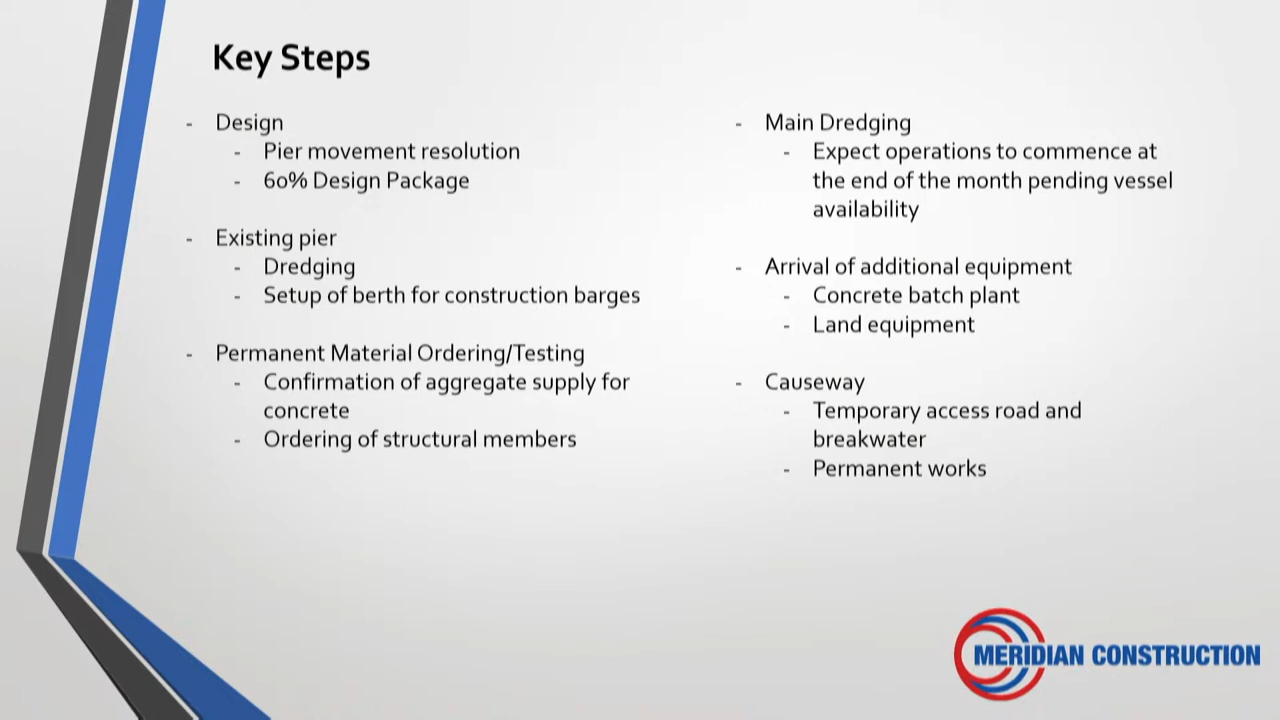 Key Steps
- Design
- Pier movement resolution
- 60% Design Package
- Existing pier
- Dredging
- Setup of berth for construction barges
- Permanent Material Ordering/Testing
- Confirmation of aggregate supply for
concrete
- Ordering of structural members
- Main Dredging
- Expect operations to commence at
the end of the month pending vessel
availability
- Arrival of additional equipment
- Concrete batch plant
- Land equipment
- Causeway
- Temporary access road and
breakwater
- Permanent works
MERIDIAN CONSTRUCTION